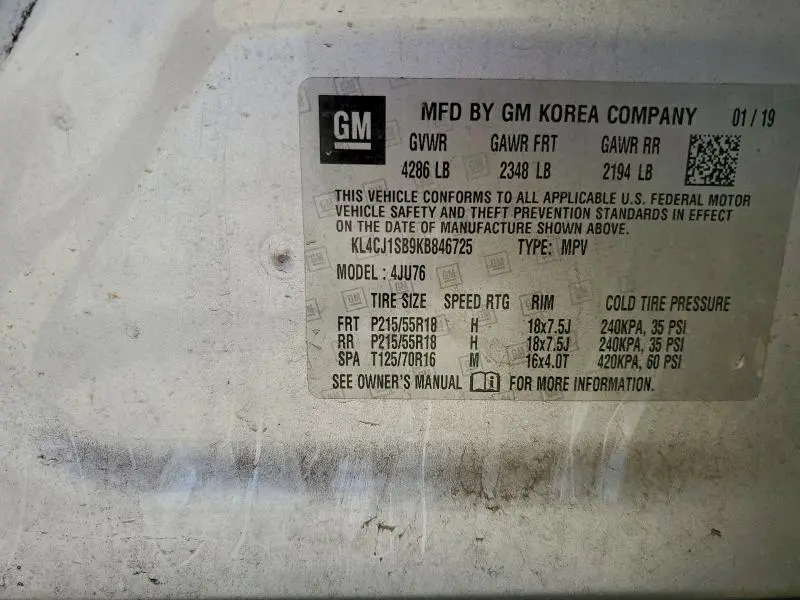 GM
MFD BY GM KOREA COMPANY 01/19
GVWR GAWR FRT GAWR RR
4286 LB 2348 LB 2194 LB
THIS VEHICLE CONFORMS TO ALL APPLICABLE U.S. FEDERAL MOTOR
VEHICLE SAFETY AND THEFT PREVENTION STANDARDS IN EFFECT
ON THE DATE OF MANUFACTURE SHOWN ABOVE.
KL4CJ1SB9KB846725 TYPE: MPV
MODEL : 4JU76
TIRE SIZE SPEED RTG RIM COLD TIRE PRESSURE
FRT P215/55R18 H 18x7.5J 240KPA, 35 PSI
RR P215/55R18 H 18x7.5J 240KPA, 35 PSI
SPA T125/70R16 M 16x4.0T 420KPA, 60 PSI
SEE OWNER'S MANUAL FOR MORE INFORMATION.